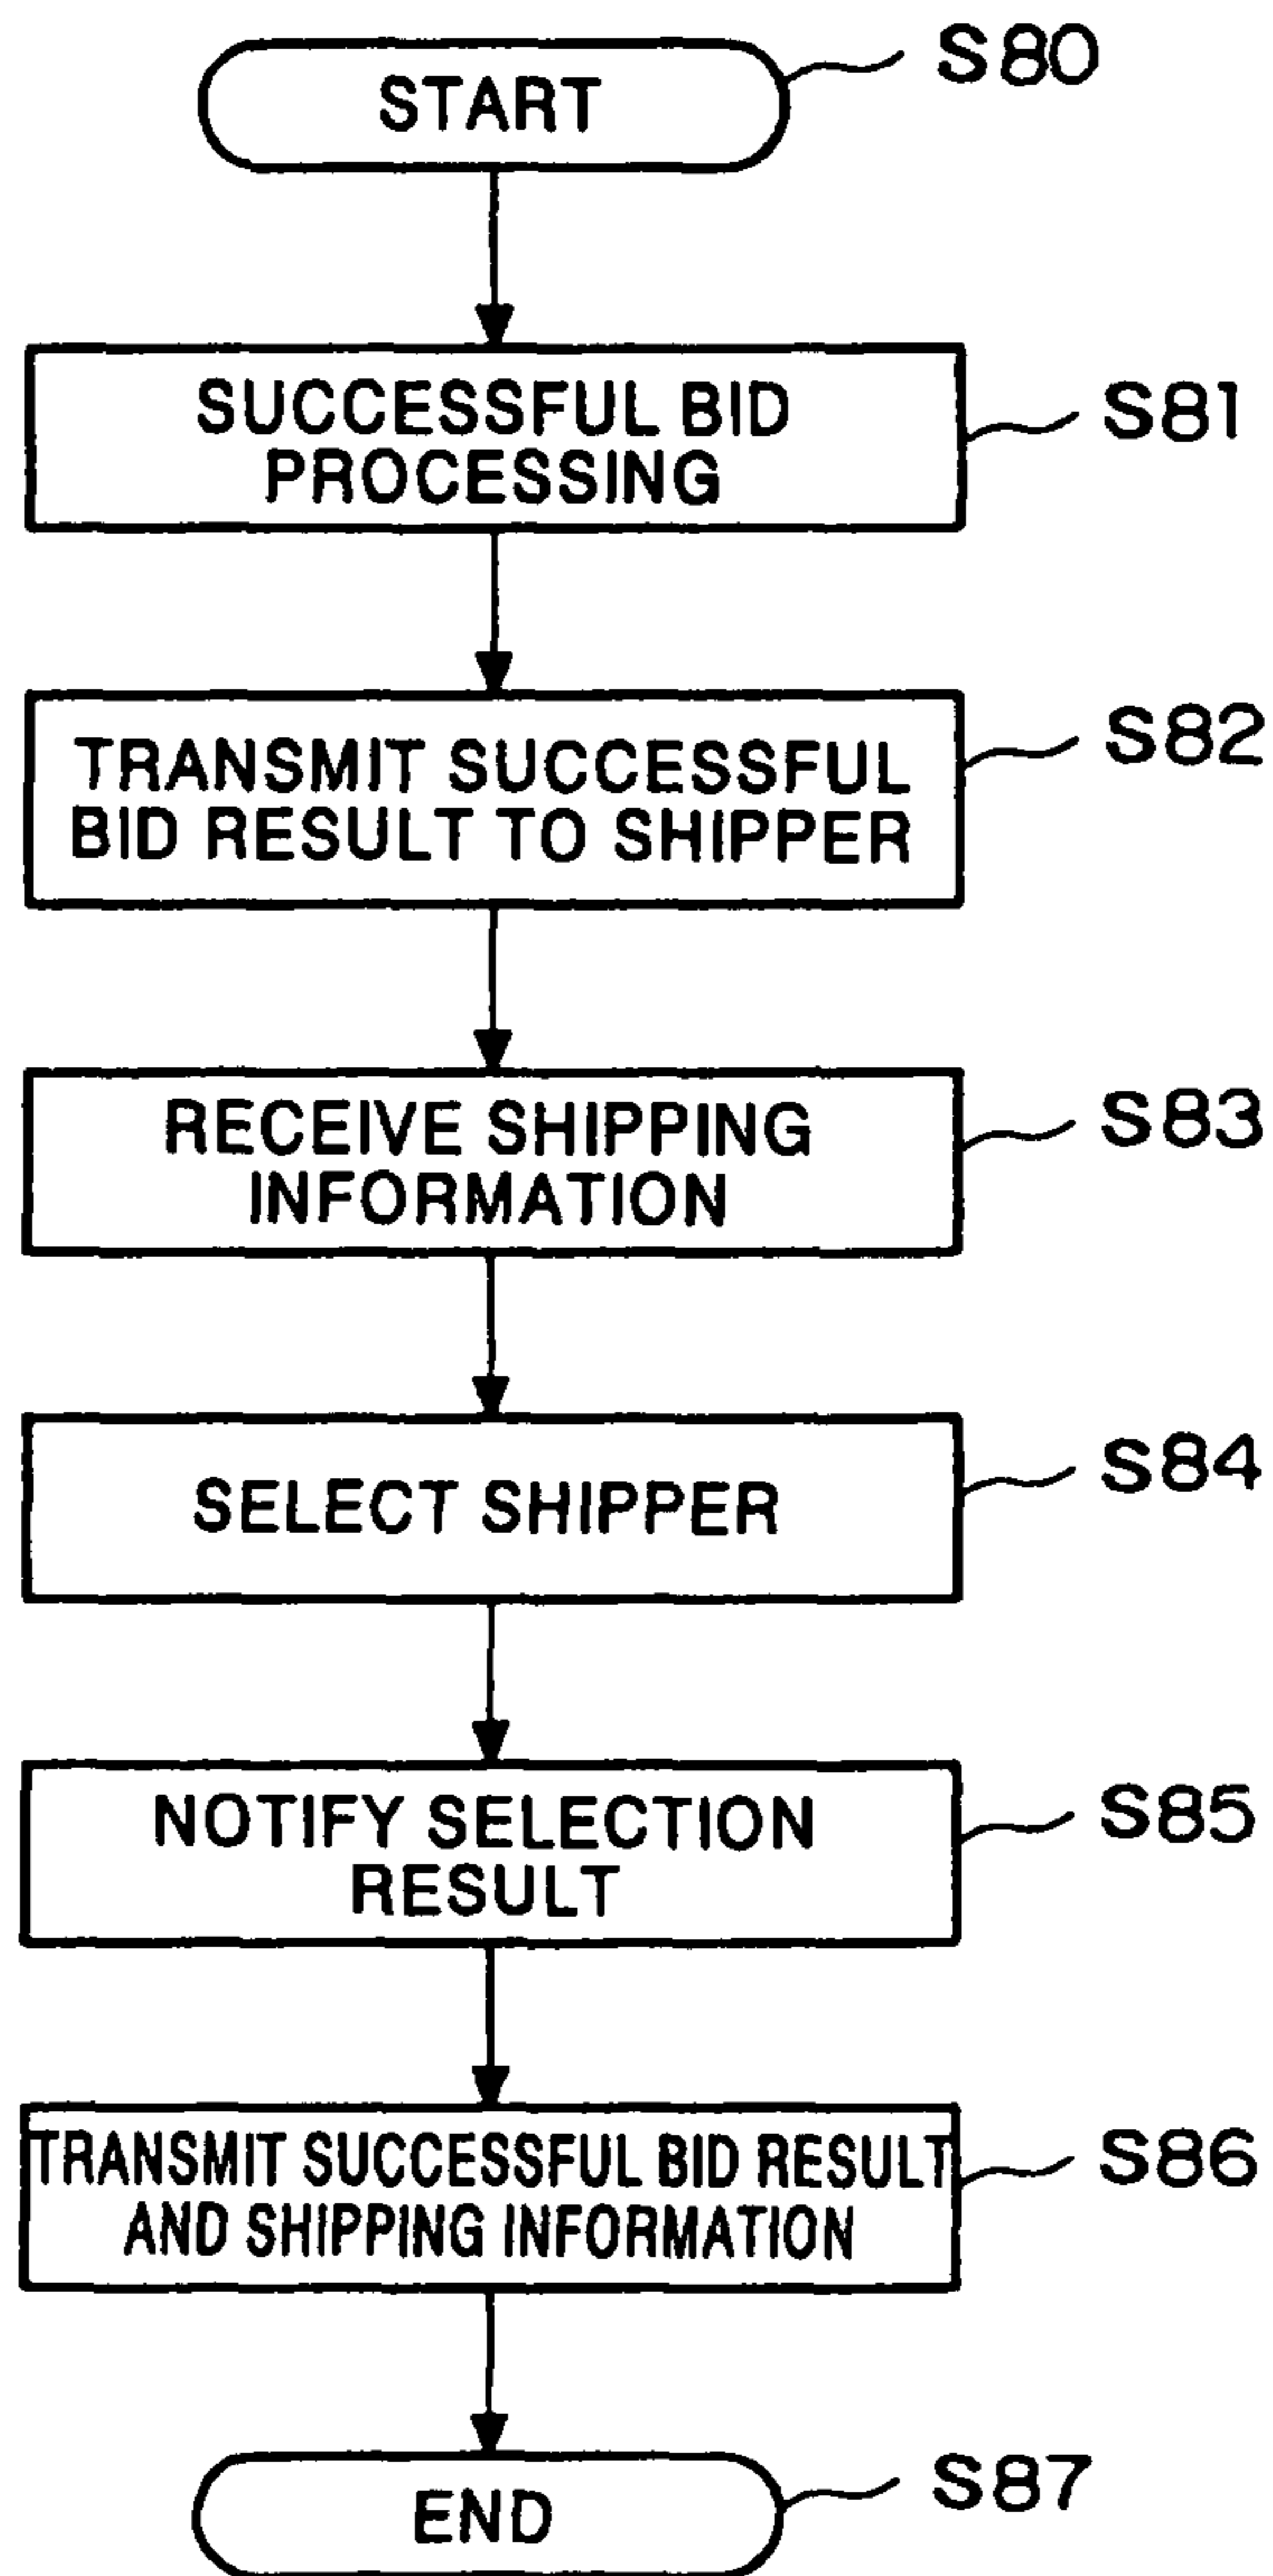 START
S80
SUCCESSFUL BID
PROCESSING
S81
TRANSMIT SUCCESSFUL
BID RESULT TO SHIPPER
S82
RECEIVE SHIPPING
INFORMATION
S83
SELECT SHIPPER
S84
NOTIFY SELECTION
RESULT
S85
TRANSMIT SUCCESSFUL BID RESULT
AND SHIPPING INFORMATION
S86
END
S87